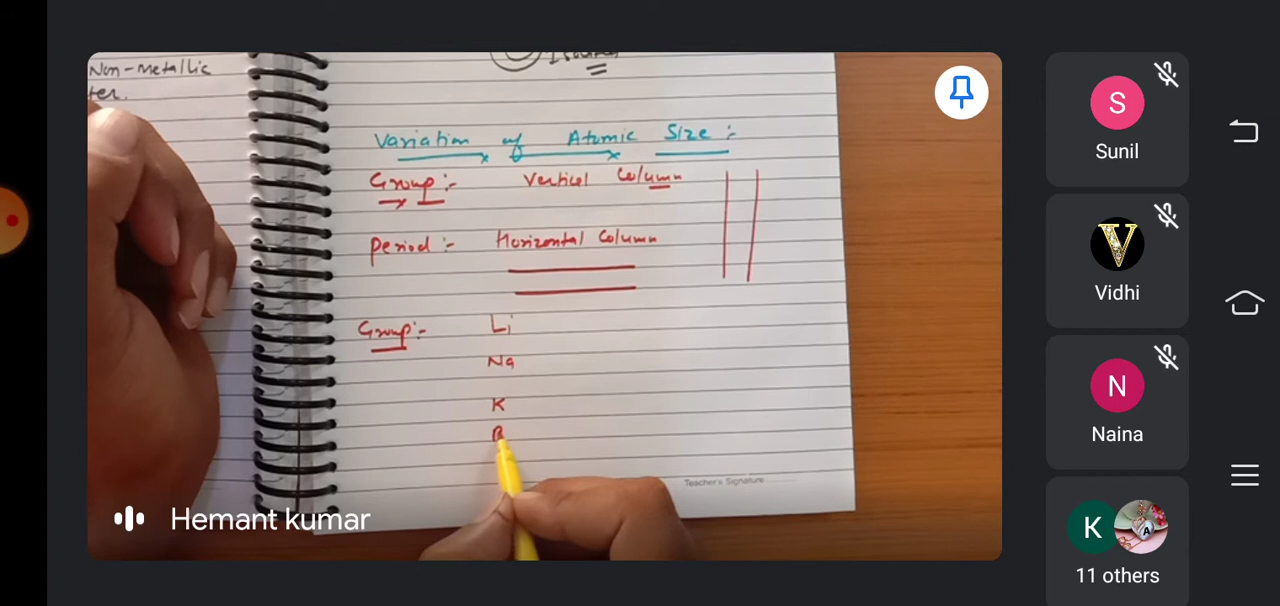 Non-metallic
ter.
Variation of Atomic Size :-
Group :- Vertical Column
Period :- Horizontal Column
Group :- Li
Na
K
Teacher's Signature
Hemant kumar
S
Sunil
V
Vidhi
N
Naina
K
A
11 others